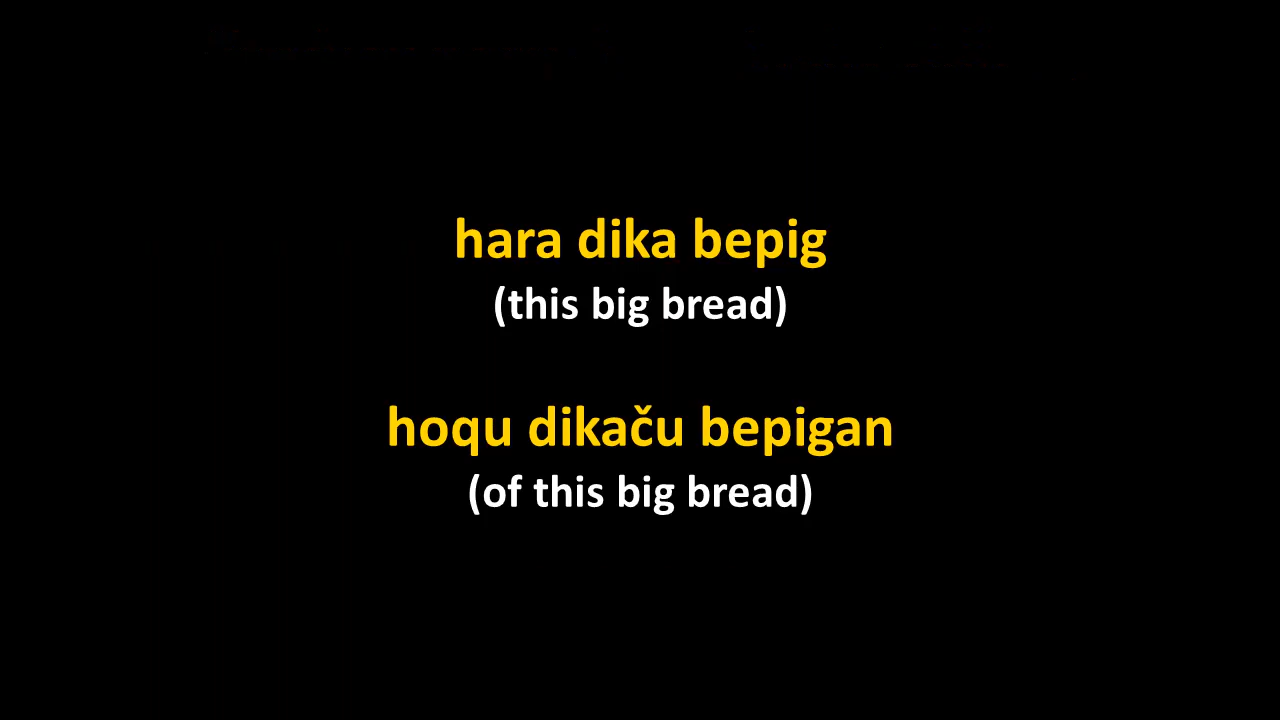 hara dika bepig
(this big bread)
hoqu dikaču bepigan
(of this big bread)